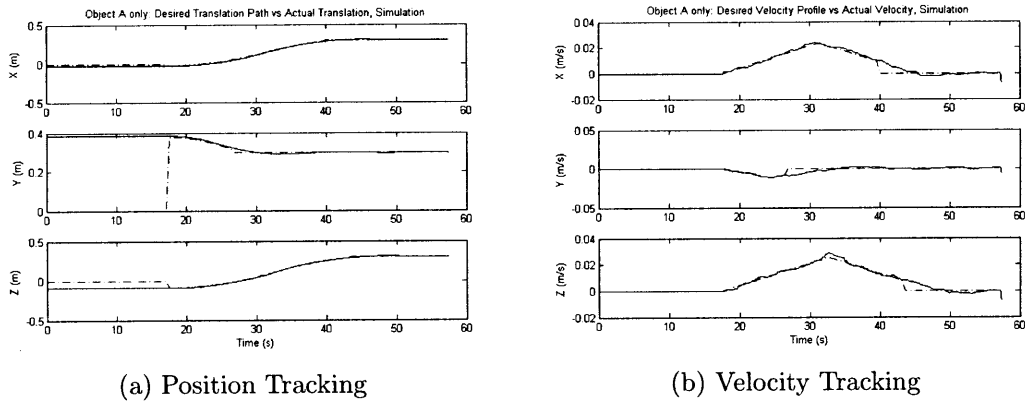 Object A only: Desired Translation Path vs Actual Translation, Simulation
0.5
X (m)
0
-0.5
0 10 20 30 40 50 60
0.4
Y (m)
0.2
0
0 10 20 30 40 50 60
0.5
Z (m)
0
-0.5
0 10 20 30 40 50 60
Time (s)
(a) Position Tracking
Object A only: Desired Velocity Profile vs Actual Velocity, Simulation
0.04
X (m/s)
0.02
0
-0.02
0 10 20 30 40 50 60
0.05
Y (m/s)
0
-0.05
0 10 20 30 40 50 60
0.04
Z (m/s)
0.02
0
-0.02
0 10 20 30 40 50 60
Time (s)
(b) Velocity Tracking